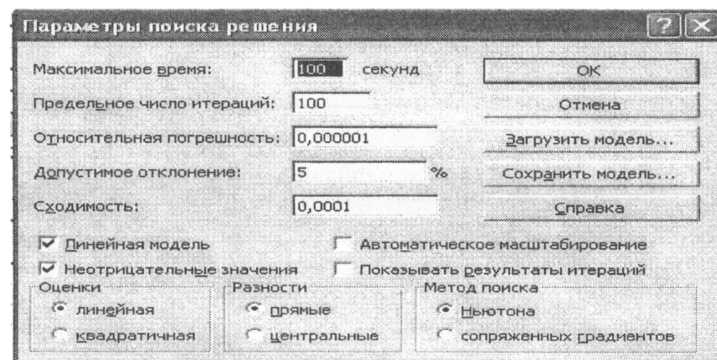 Параметры поиска решения
Максимальное время: 100 секунд OK
Предельное число итераций: 100 Отмена
Относительная погрешность: 0,000001 Загрузить модель...
Допустимое отклонение: 5 % Сохранить модель...
Сходимость: 0,0001 Справка
Линейная модель Автоматическое масштабирование
Неотрицательные значения Показывать результаты итераций
Оценки Разности Метод поиска
линейная прямые Ньютона
квадратичная центральные сопряженных градиентов